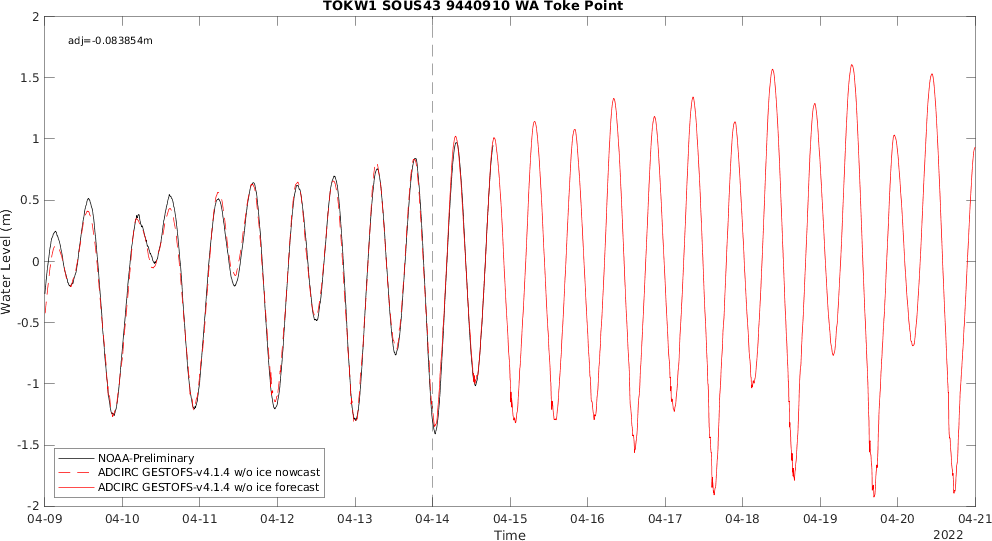 TOKW1 SOUS43 9440910 WA Toke Point
adj=-0.083854m
2
1.5
1
0.5
0
-0.5
-1
-1.5
-2
Water Level (m)
NOAA-Preliminary
ADCIRC GESTOFS-v4.1.4 w/o ice nowcast
ADCIRC GESTOFS-v4.1.4 w/o ice forecast
04-09 04-10 04-11 04-12 04-13 04-14 04-15 04-16 04-17 04-18 04-19 04-20 04-21
Time
2022